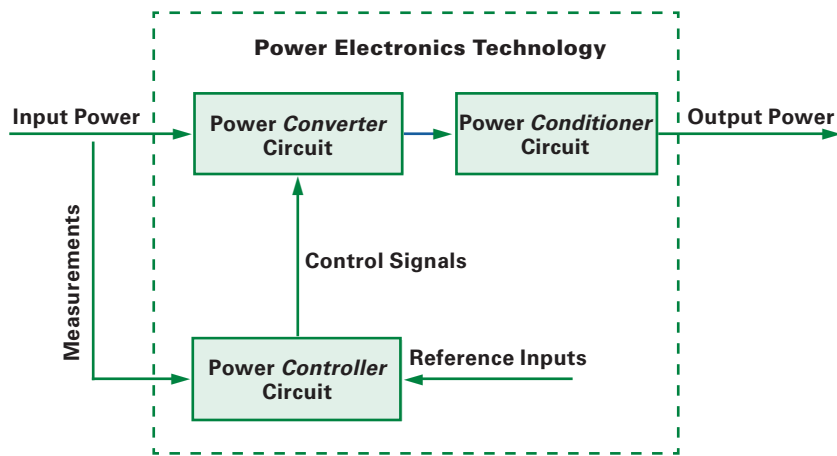 Power Electronics Technology
Input Power
Power Converter
Circuit
Power Conditioner
Circuit
Output Power
Measurements
Control Signals
Power Controller
Circuit
Reference Inputs